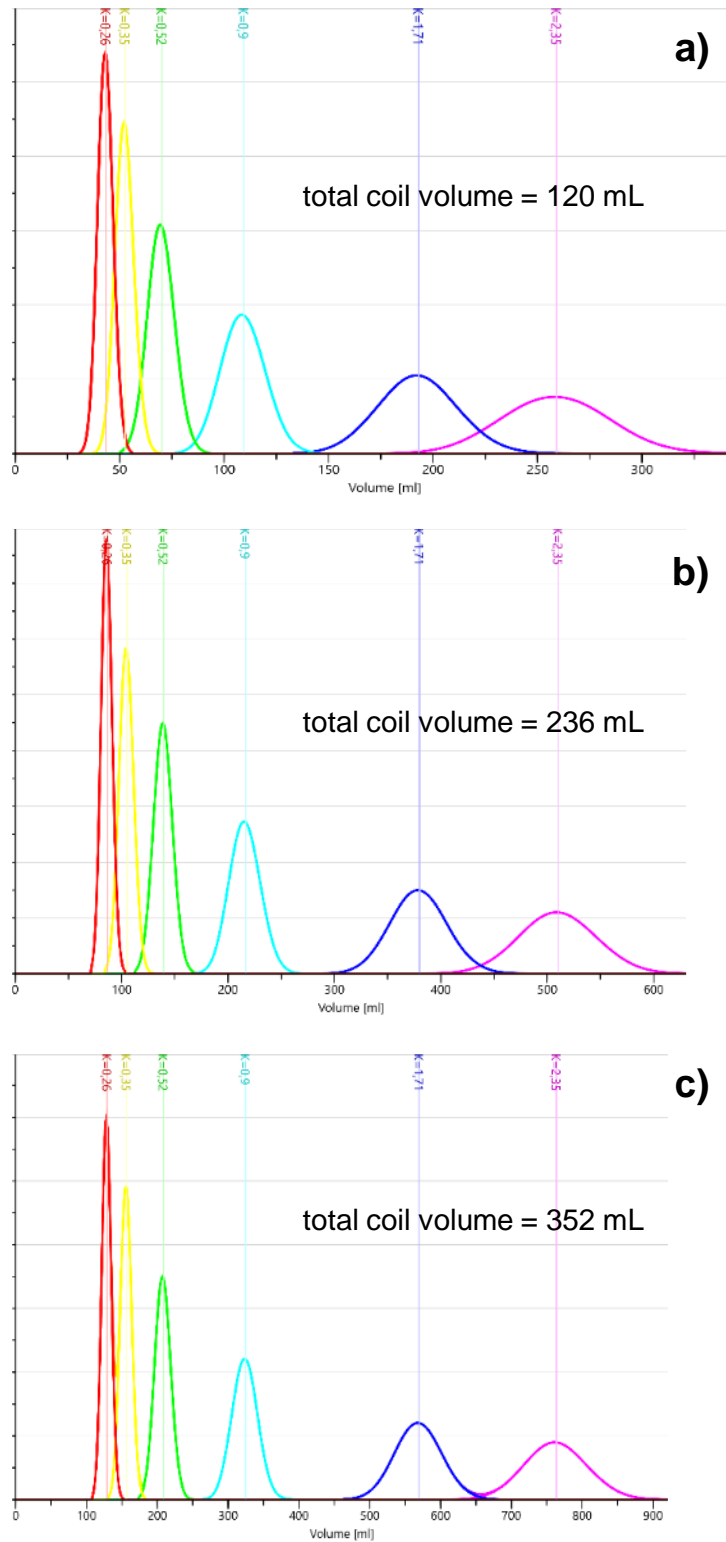 K=0,26 K=0,35 K=0,52 K=0,9 K=1,71 K=2,35
a)
total coil volume = 120 mL
0 50 100 150 200 250 300
Volume [ml]
K=0,26 K=0,35 K=0,52 K=0,9 K=1,71 K=2,35
b)
total coil volume = 236 mL
0 100 200 300 400 500 600
Volume [ml]
K=0,26 K=0,35 K=0,52 K=0,9 K=1,71 K=2,35
c)
total coil volume = 352 mL
0 100 200 300 400 500 600 700 800 900
Volume [ml]